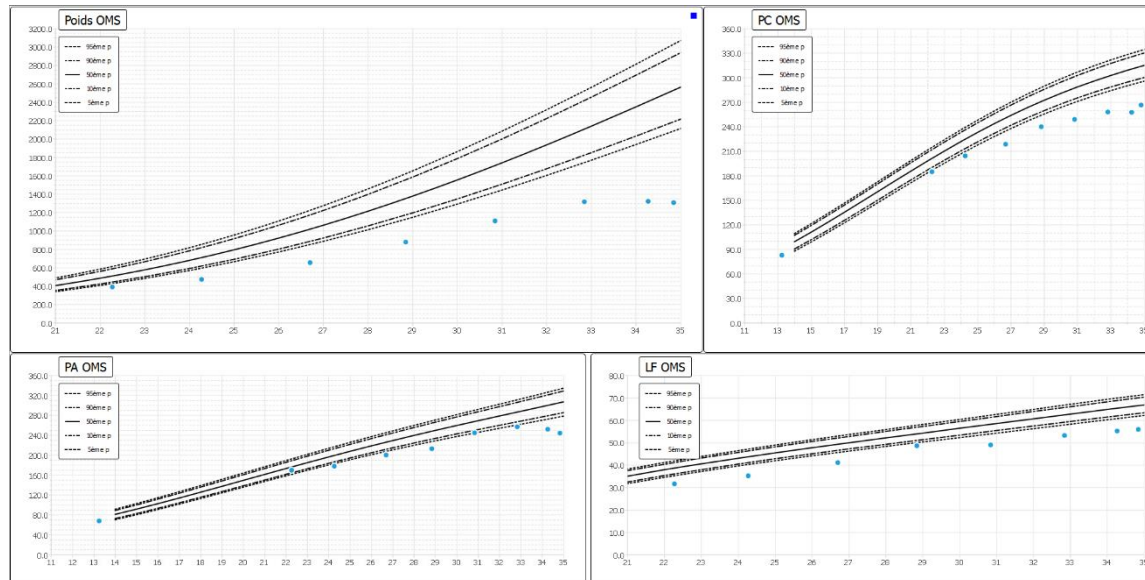 Poids OMS
95ème p
90ème p
50ème p
10ème p
5ème p
3200.0
3000.0
2800.0
2600.0
2400.0
2200.0
2000.0
1800.0
1600.0
1400.0
1200.0
1000.0
800.0
600.0
400.0
200.0
0.0
21 22 23 24 25 26 27 28 29 30 31 32 33 34 35
PC OMS
95ème p
90ème p
50ème p
10ème p
5ème p
360.0
330.0
300.0
270.0
240.0
210.0
180.0
150.0
120.0
90.0
60.0
30.0
0.0
11 13 15 17 19 21 23 25 27 29 31 33 35
PA OMS
95ème p
90ème p
50ème p
10ème p
5ème p
360.0
320.0
280.0
240.0
200.0
160.0
120.0
80.0
40.0
0.0
11 12 13 14 15 16 17 18 19 20 21 22 23 24 25 26 27 28 29 30 31 32 33 34 35
LF OMS
95ème p
90ème p
50ème p
10ème p
5ème p
80.0
70.0
60.0
50.0
40.0
30.0
20.0
10.0
0.0
21 22 23 24 25 26 27 28 29 30 31 32 33 34